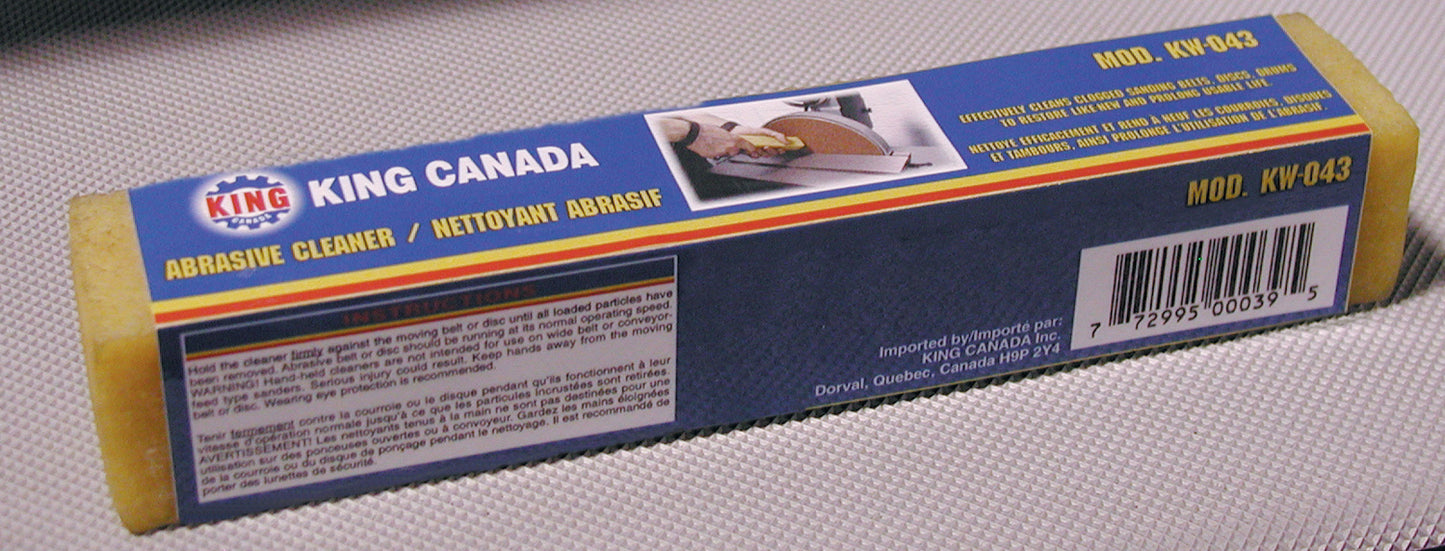 KING
CANADA
KING CANADA
ABRASIVE CLEANER / NETTOYANT ABRASIF
MOD. KW-043
EFFECTIVELY CLEANS CLOGGED SANDING BELTS, DISCS, DRUMS
TO RESTORE LIKE NEW AND PROLONG USABLE LIFE.
NETTOYE EFFICACEMENT ET REND A NEUF LES COURROIES, DISQUES
ET TAMBOURS, AINSI PROLONGE L'UTILISATION DE L'ABRASIF.
INSTRUCTIONS
Hold the cleaner firmly against the moving belt or disc until all loaded particles have
been removed. Abrasive belt or disc should be running at its normal operating speed.
WARNING! Hand-held cleaners are not intended for use on wide belt or conveyor-
feed type sanders. Serious injury could result. Keep hands away from the moving
belt or disc. Wearing eye protection is recommended.
Tenir fermement contre la courroie ou le disque pendant qu'ils fonctionnent à leur
vitesse d'opération normale jusqu'à ce que les particules incrustées sont retirées.
AVERTISSEMENT! Les nettoyants tenus à la main ne sont pas destinées pour une
utilisation sur des ponceuses ouvertes ou à convoyeur. Gardez les mains éloignées
de la courroie ou du disque de ponçage pendant le nettoyage. Il est recommandé de
porter des lunettes de sécurité.
MOD. KW-043
Imported by/Importé par:
KING CANADA Inc.
Dorval, Quebec, Canada H9P 2Y4
7 72995 00039 5